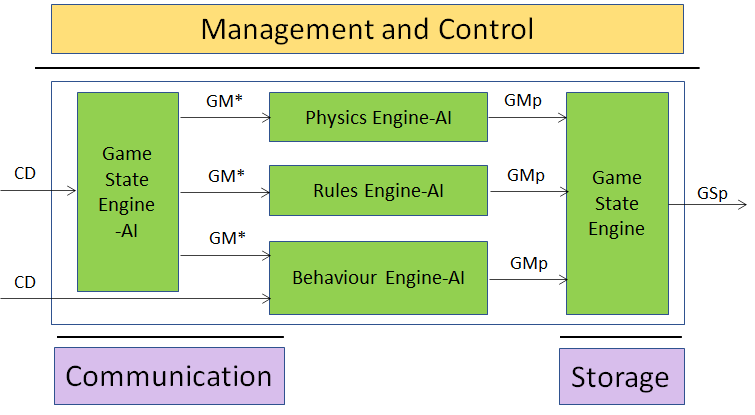 Management and Control
GM*
Physics Engine-AI
GMp
Game
State
Engine
-AI
CD
GM*
Rules Engine-AI
GMp
Game
State
Engine
GSp
GM*
CD
Behaviour Engine-AI
GMp
Communication
Storage